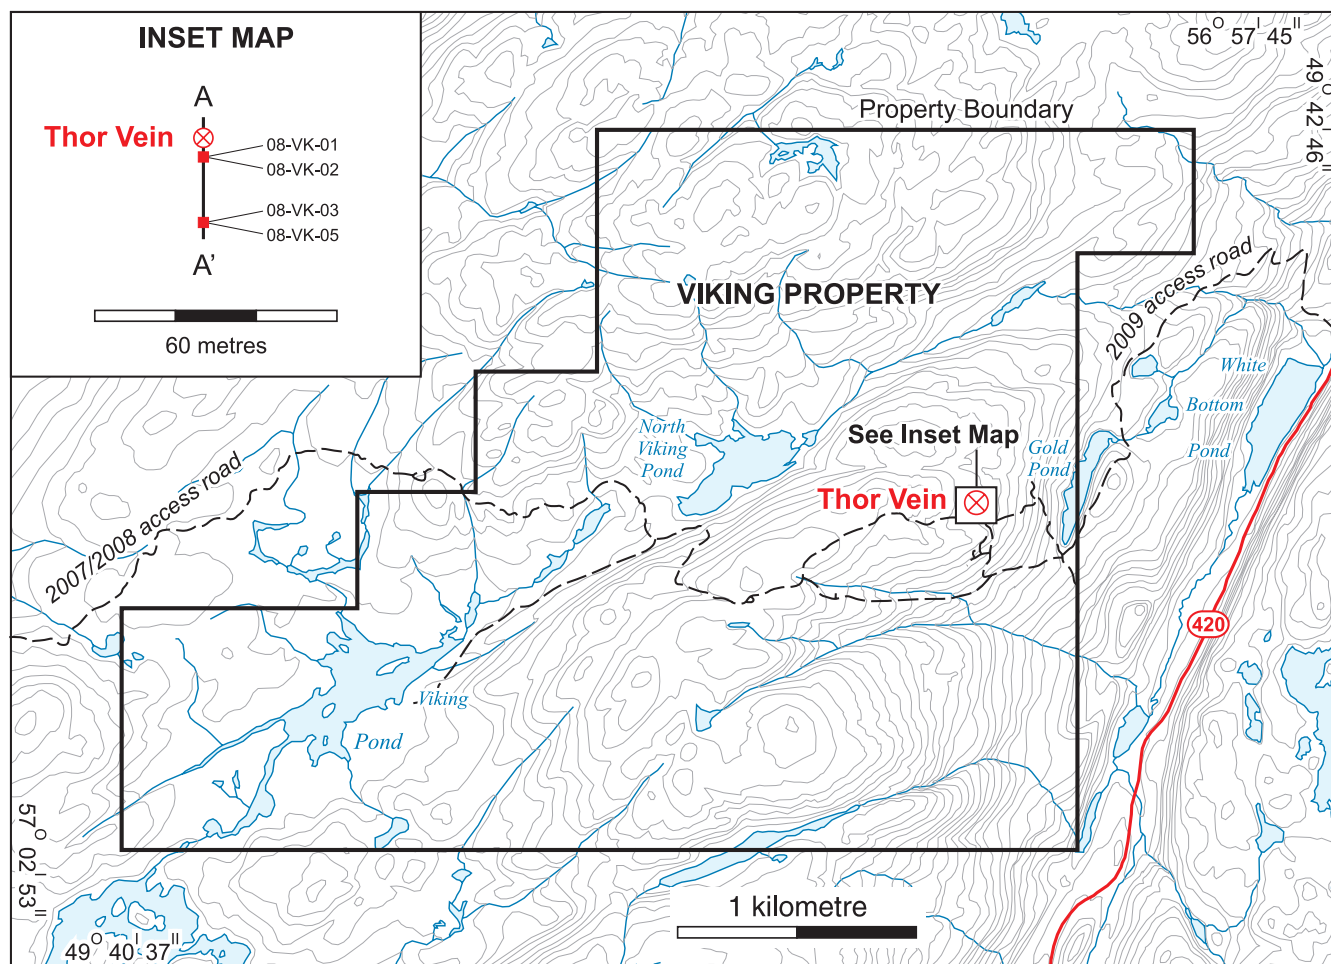 INSET MAP
A
Thor Vein
08-VK-01
08-VK-02
08-VK-03
08-VK-05
A'
60 metres
56° 57' 45"
49° 42' 46"
Property Boundary
VIKING PROPERTY
2009 access road
White
Bottom
Pond
North
Viking
Pond
See Inset Map
Gold
Pond
Thor Vein
2007/2008 access road
420
Viking
Pond
57° 02' 53"
49° 40' 37"
1 kilometre